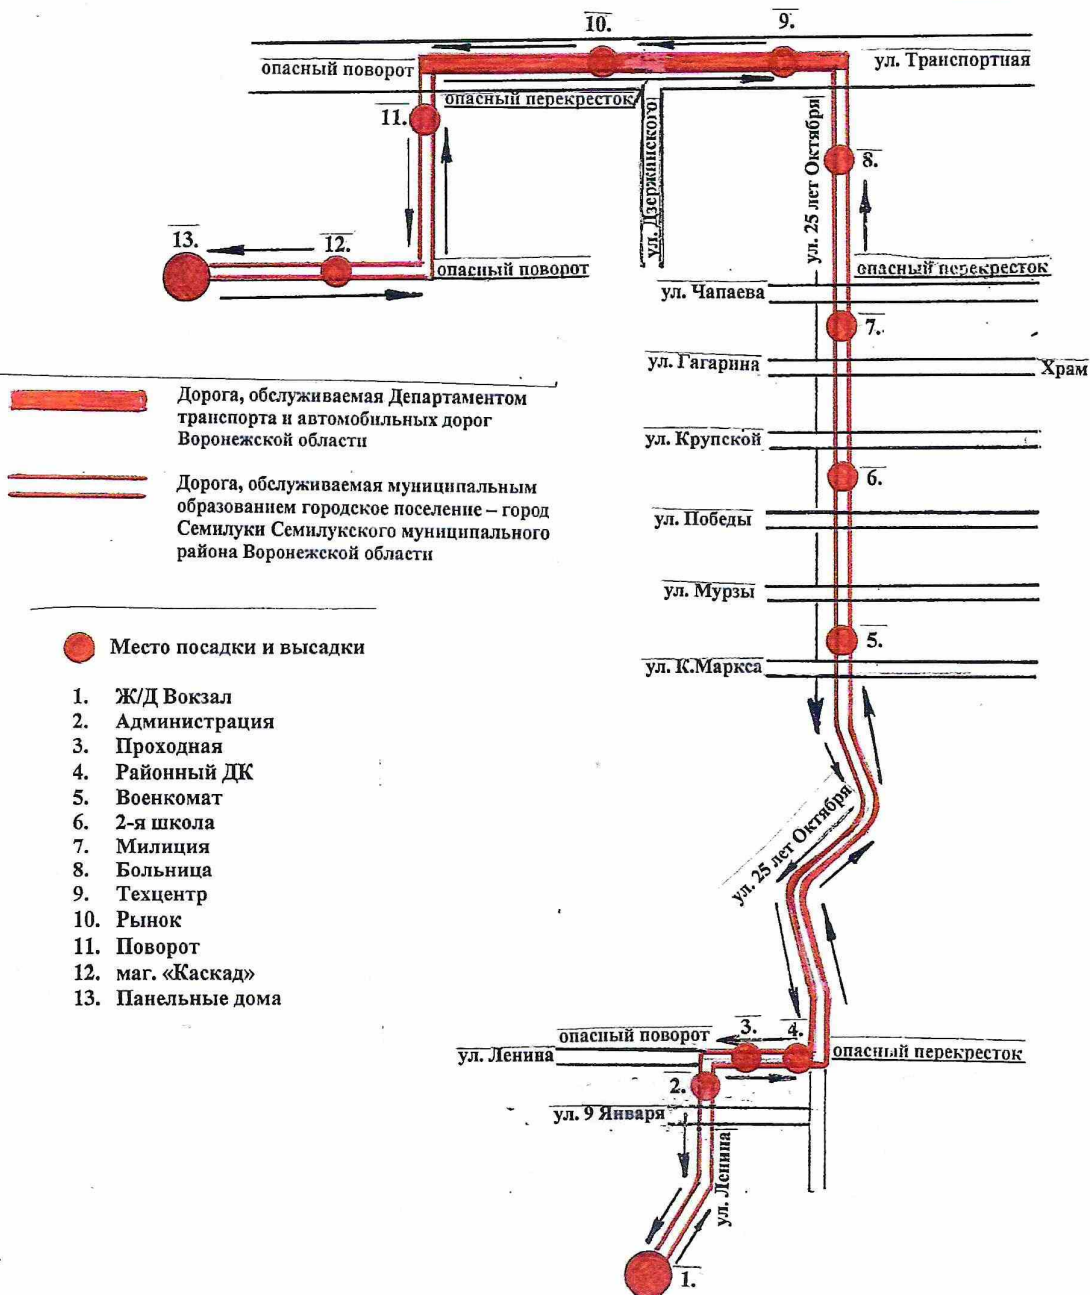 10.
9.
опасный поворот
ул. Транспортная
опасный перекресток
11.
ул. Дзержинского
ул. 25 лет Октября
8.
13.
12.
опасный поворот
опасный перекресток
ул. Чапаева
7.
ул. Гагарина
Храм
Дорога, обслуживаемая Департаментом
транспорта и автомобильных дорог
Воронежской области
ул. Крупской
6.
Дорога, обслуживаемая муниципальным
образованием городское поселение – город
Семилуки Семилукского муниципального
района Воронежской области
ул. Победы
ул. Мурзы
5.
Место посадки и высадки
ул. К.Маркса
1. Ж/Д Вокзал
2. Администрация
3. Проходная
4. Районный ДК
5. Военкомат
6. 2-я школа
7. Милиция
8. Больница
9. Техцентр
10. Рынок
11. Поворот
12. маг. «Каскад»
13. Панельные дома
ул. 25 лет Октября
опасный поворот
3.
4.
ул. Ленина
опасный перекресток
2.
ул. 9 Января
ул. Ленина
1.